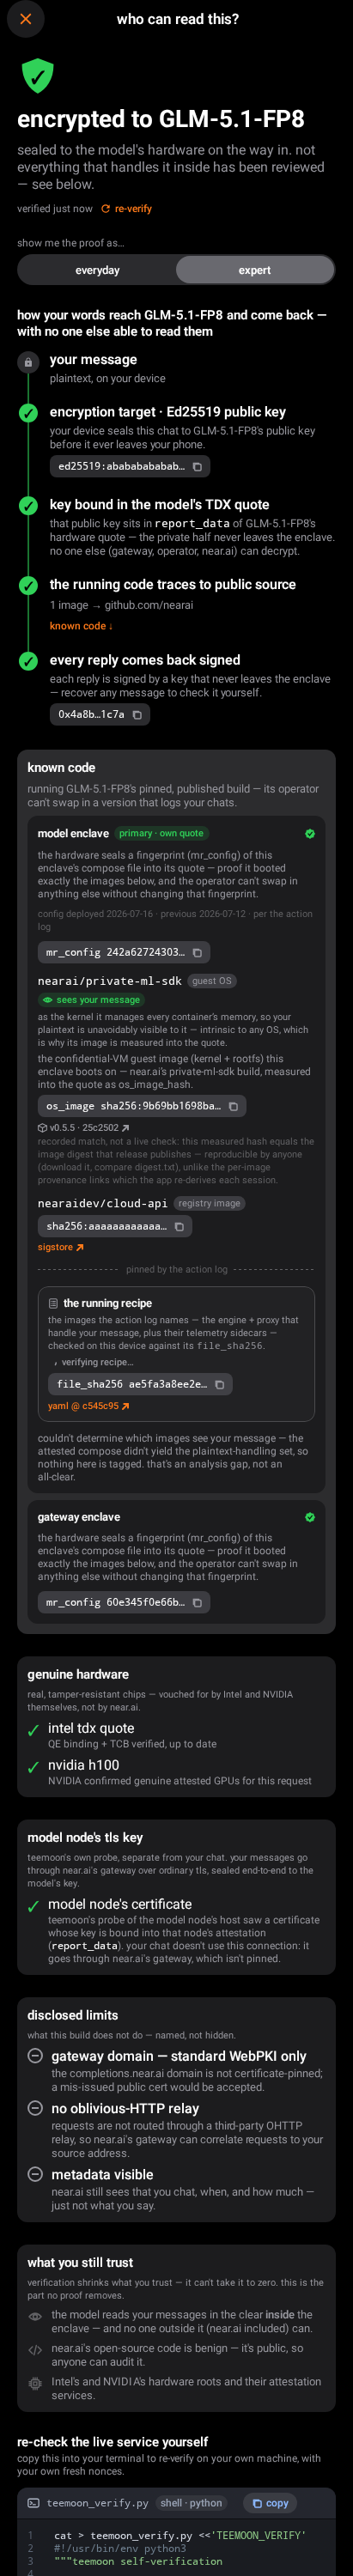 who can read this?
encrypted to GLM-5.1-FP8
sealed to the model's hardware on the way in. not
everything that handles it inside has been reviewed
— see below.
verified just now re-verify
show me the proof as...
everyday expert
how your words reach GLM-5.1-FP8 and come back —
with no one else able to read them
your message
plaintext, on your device
encryption target · Ed25519 public key
your device seals this chat to GLM-5.1-FP8's public key
before it ever leaves your phone.
ed25519:abababababab…
key bound in the model's TDX quote
that public key sits in report_data of GLM-5.1-FP8's
hardware quote — the private half never leaves the enclave.
no one else (gateway, operator, near.ai) can decrypt.
the running code traces to public source
1 image → github.com/nearai
known code ↓
every reply comes back signed
each reply is signed by a key that never leaves the enclave
— recover any message to check it yourself.
0x4a8b…1c7a
known code
running GLM-5.1-FP8's pinned, published build — its operator
can't swap in a version that logs your chats.
model enclave primary · own quote
the hardware seals a fingerprint (mr_config) of this
enclave's compose file into its quote — proof it booted
exactly the images below, and the operator can't swap in
anything else without changing that fingerprint.
config deployed 2026-07-16 · previous 2026-07-12 · per the action
log
mr_config 242a62724303…
nearai/private-ml-sdk guest OS
sees your message
as the kernel it manages every container's memory, so your
plaintext is unavoidably visible to it — intrinsic to any OS, which
is why its image is measured into the quote.
the confidential-VM guest image (kernel + rootfs) this
enclave boots on — near.ai's private-ml-sdk build, measured
into the quote as os_image_hash.
os_image sha256:9b69bb1698ba…
v0.5.5 · 25c2502 ↗
recorded match, not a live check: this measured hash equals the
image digest that release publishes — reproducible by anyone
(download it, compare digest.txt), unlike the per-image
provenance links which the app re-derives each session.
nearaidev/cloud-api registry image
sha256:aaaaaaaaaaaa…
sigstore ↗
pinned by the action log
the running recipe
the images the action log names — the engine + proxy that
handle your message, plus their telemetry sidecars —
checked on this device against its file_sha256.
verifying recipe…
file_sha256 ae5fa3a8ee2e…
yaml @ c545c95 ↗
couldn't determine which images see your message — the
attested compose didn't yield the plaintext-handling set, so
nothing here is tagged. that's an analysis gap, not an
all-clear.
gateway enclave
the hardware seals a fingerprint (mr_config) of this
enclave's compose file into its quote — proof it booted
exactly the images below, and the operator can't swap in
anything else without changing that fingerprint.
mr_config 60e345f0e66b…
genuine hardware
real, tamper-resistant chips — vouched for by Intel and NVIDIA
themselves, not by near.ai.
intel tdx quote
QE binding + TCB verified, up to date
nvidia h100
NVIDIA confirmed genuine attested GPUs for this request
model node's tls key
teemoon's own probe, separate from your chat. your messages go
through near.ai's gateway over ordinary tls, sealed end-to-end to the
model's key.
model node's certificate
teemoon's probe of the model node's host saw a certificate
whose key is bound into that node's attestation
(report_data). your chat doesn't use this connection: it
goes through near.ai's gateway, which isn't pinned.
disclosed limits
what this build does not do — named, not hidden.
gateway domain — standard WebPKI only
the completions.near.ai domain is not certificate-pinned;
a mis-issued public cert would be accepted.
no oblivious-HTTP relay
requests are not routed through a third-party OHTTP
relay, so near.ai's gateway can correlate requests to your
source address.
metadata visible
near.ai still sees that you chat, when, and how much —
just not what you say.
what you still trust
verification shrinks what you trust — it can't take it to zero. this is the
part no proof removes.
the model reads your messages in the clear inside the
enclave — and no one outside it (near.ai included) can.
near.ai's open-source code is benign — it's public, so
anyone can audit it.
Intel's and NVIDIA's hardware roots and their attestation
services.
re-check the live service yourself
copy this into your terminal to re-verify on your own machine, with
your own fresh nonces.
teemoon_verify.py shell · python copy
1 cat > teemoon_verify.py <<'TEEMOON_VERIFY'
2 #!/usr/bin/env python3
3 """teemoon self-verification
4